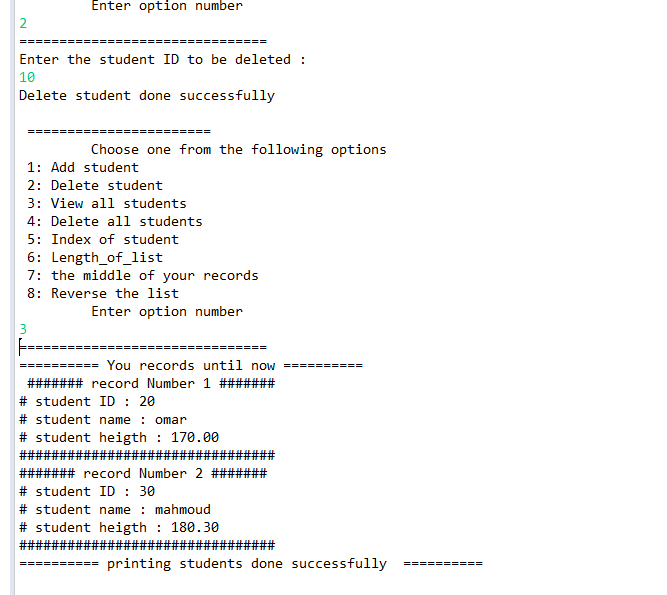 Enter option number
2
===============================
Enter the student ID to be deleted :
10
Delete student done successfully
=======================
Choose one from the following options
1: Add student
2: Delete student
3: View all students
4: Delete all students
5: Index of student
6: Length_of_list
7: the middle of your records
8: Reverse the list
Enter option number
3
===============================
========== You records until now ==========
####### record Number 1 #######
# student ID : 20
# student name : omar
# student heigth : 170.00
################################
####### record Number 2 #######
# student ID : 30
# student name : mahmoud
# student heigth : 180.30
################################
========== printing students done successfully  ==========